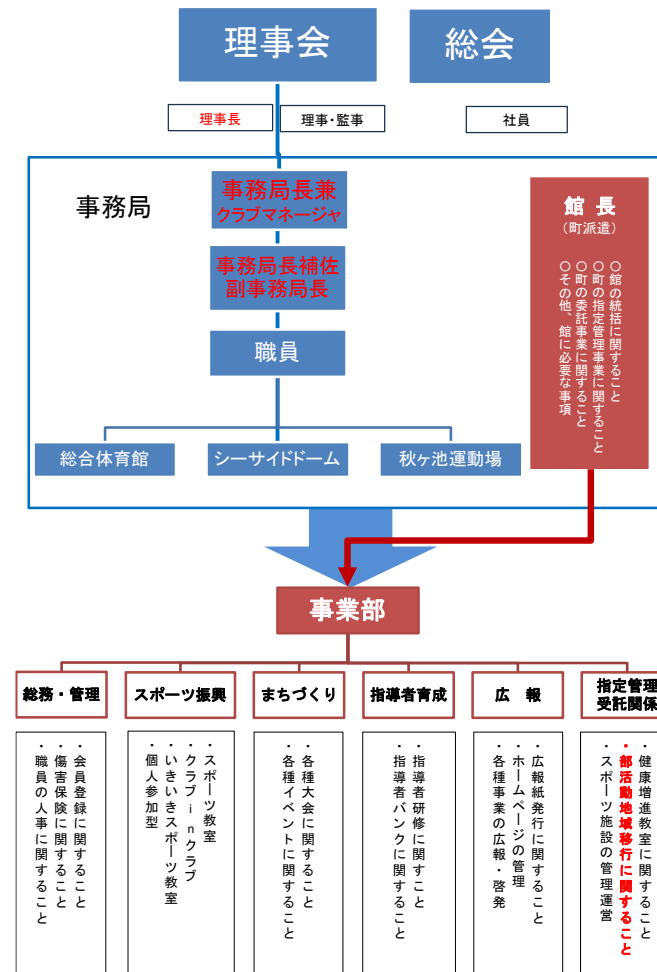 理事会
総会
理事長
理事・監事
社員
事務局
事務局長兼
クラブマネージャ
事務局長補佐
副事務局長
職員
総合体育館
シーサイドドーム
秋ヶ池運動場
館 長
(町派遣)
○館の統括に関すること
○町の指定管理事業に関すること
○町の委託事業に関すること
○その他、館に必要な事項
事業部
総務・管理
・会員登録に関すること
・傷害保険に関すること
・職員の人事に関すること
スポーツ振興
・スポーツ教室
・クラブinクラブ
・いきいきスポーツ教室
・個人参加型
まちづくり
・各種大会に関すること
・各種イベントに関すること
指導者育成
・指導者研修に関すこと
・指導者バンクに関すること
広 報
・広報紙発行に関すること
・ホームページの管理
・各種事業の広報・啓発
指定管理
受託関係
・健康増進教室に関すること
・部活動地域移行に関すること
・スポーツ施設の管理運営